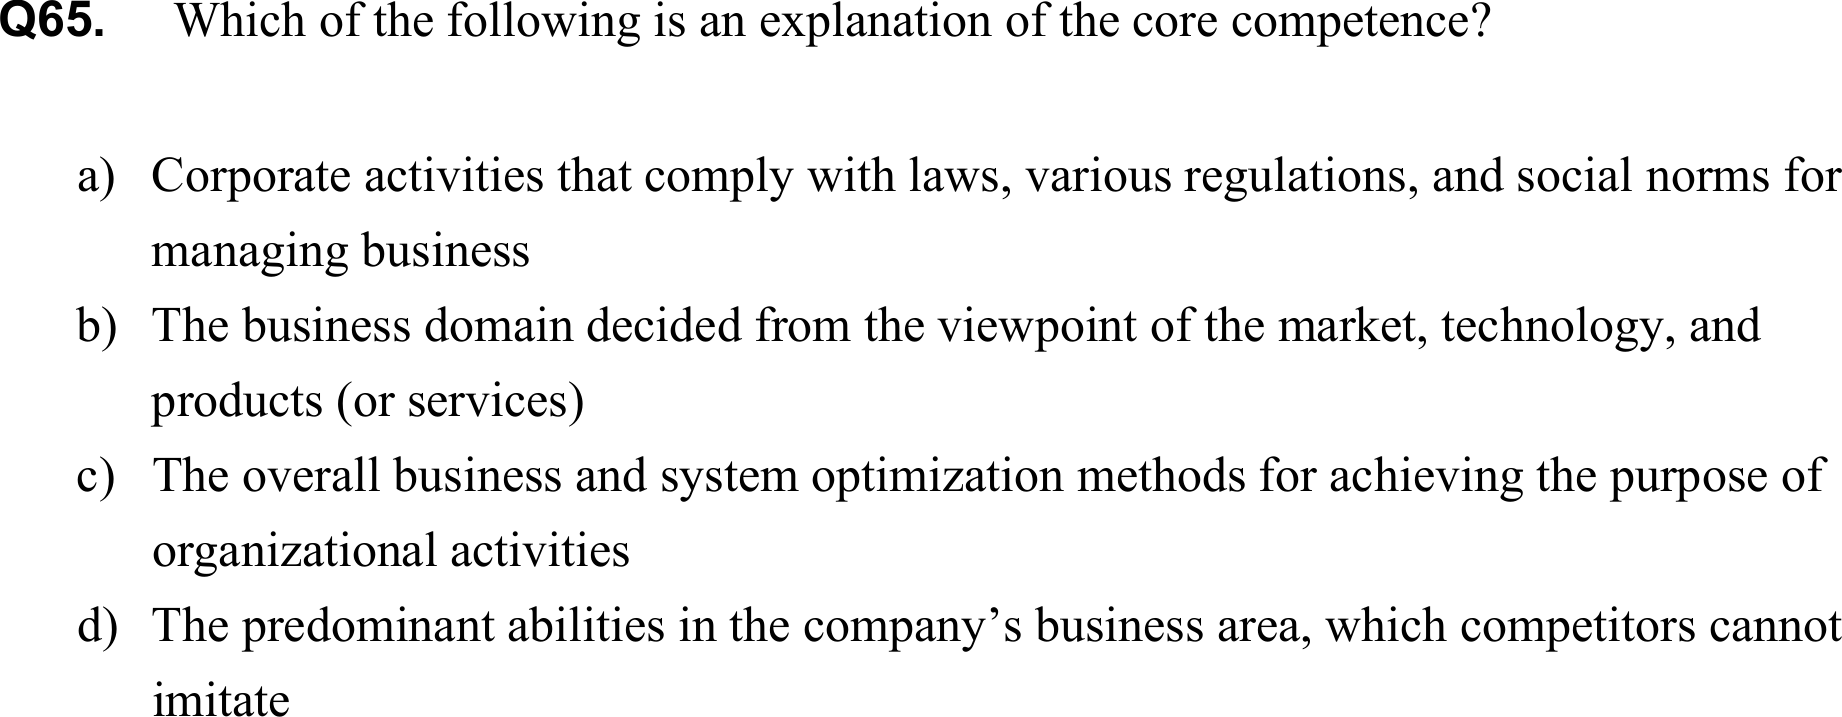 Q65. Which of the following is an explanation of the core competence?
a) Corporate activities that comply with laws, various regulations, and social norms for
managing business
b) The business domain decided from the viewpoint of the market, technology, and
products (or services)
c) The overall business and system optimization methods for achieving the purpose of
organizational activities
d) The predominant abilities in the company’s business area, which competitors cannot
imitate